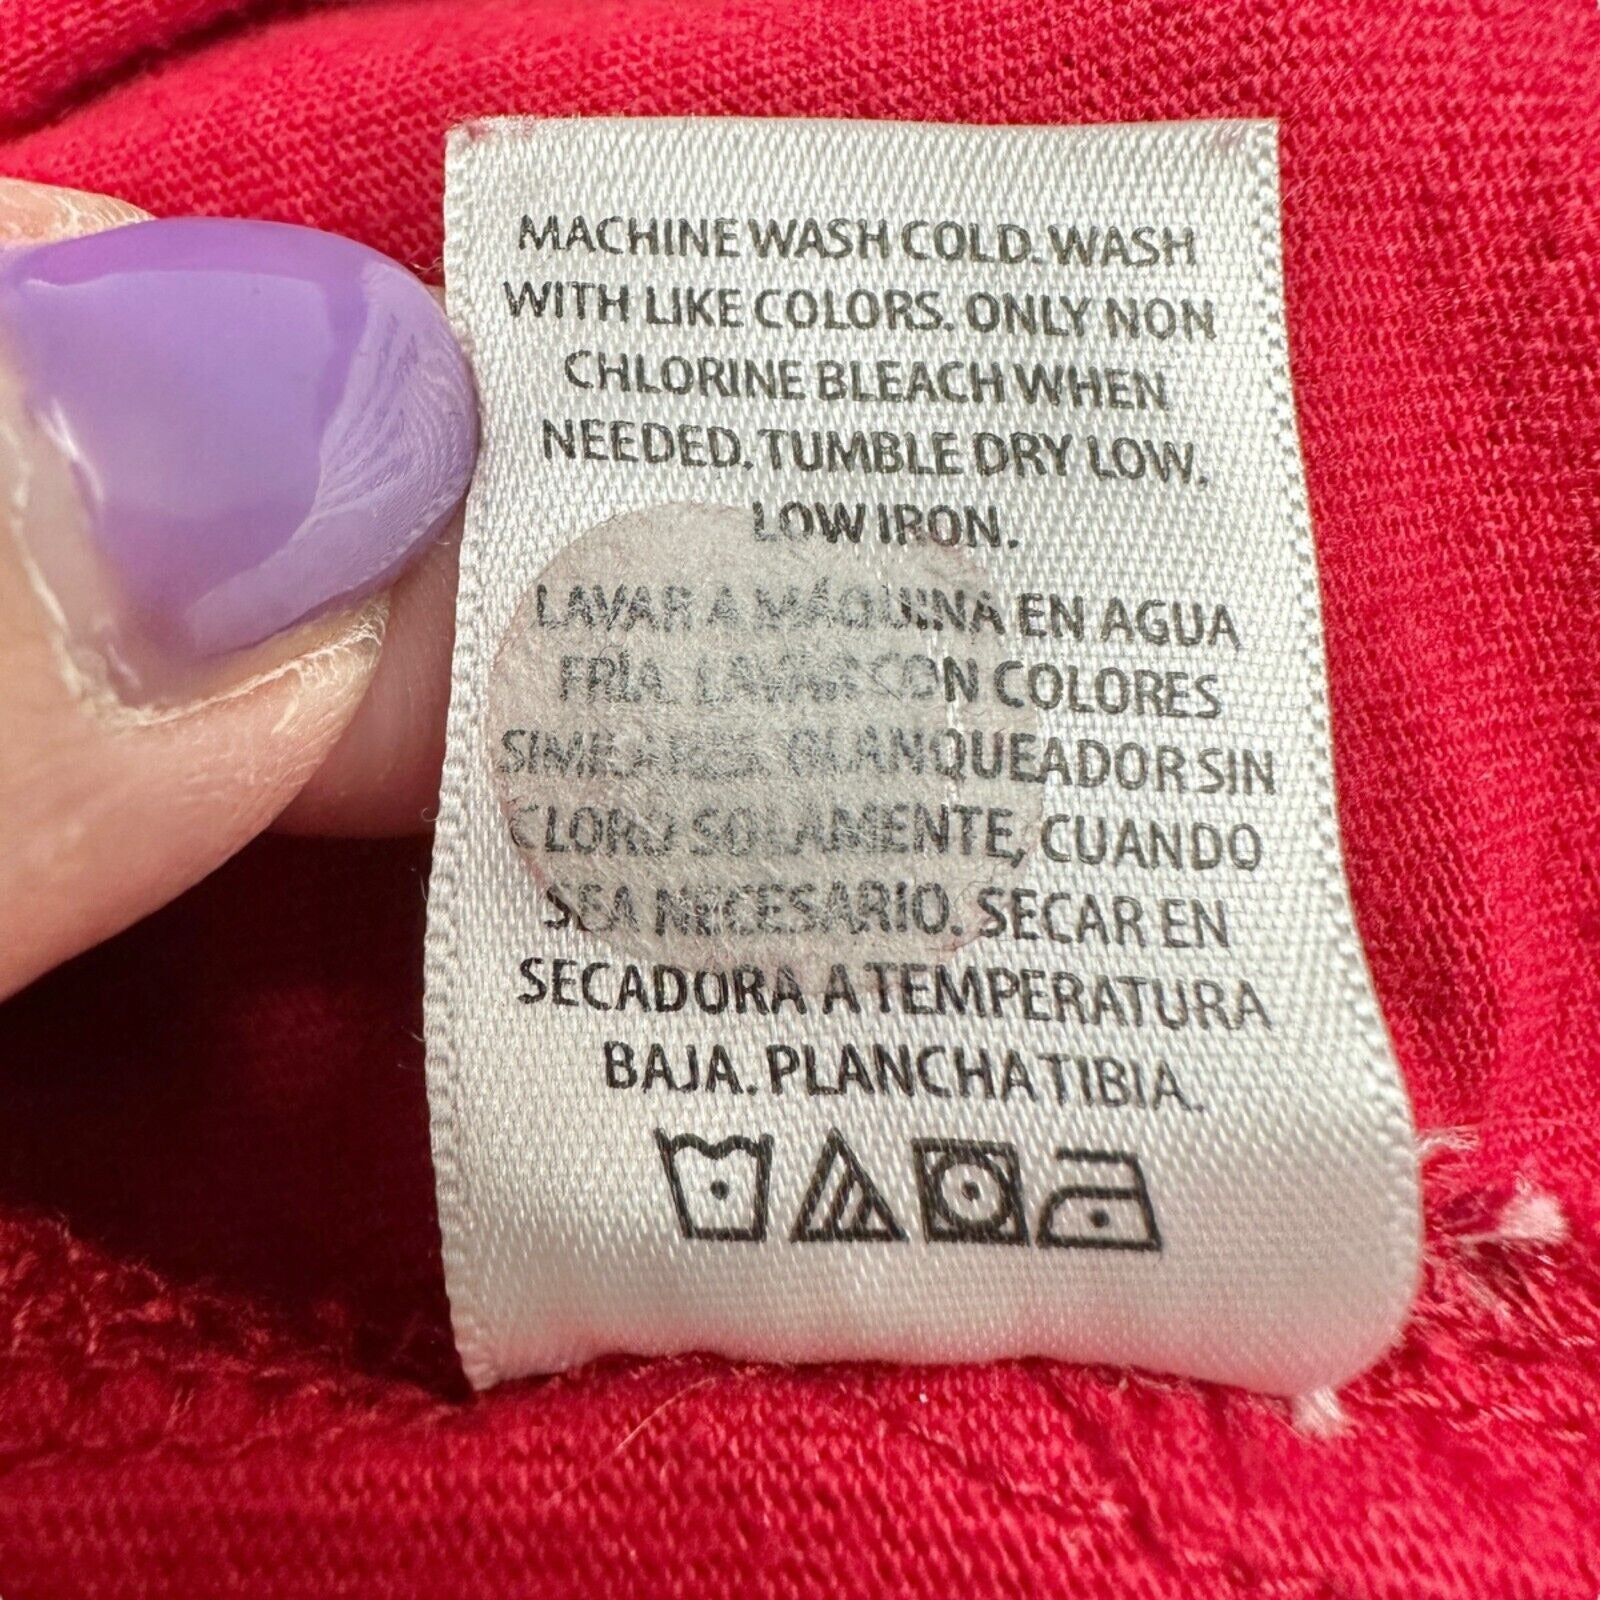 MACHINE WASH COLD. WASH
WITH LIKE COLORS. ONLY NON
CHLORINE BLEACH WHEN
NEEDED. TUMBLE DRY LOW.
LOW IRON.
LAVAR A MÁQUINA EN AGUA
FRÍA. LAVAR CON COLORES
SIMILARES. BLANQUEADOR SIN
CLORO SOLAMENTE, CUANDO
SEA NECESARIO. SECAR EN
SECADORA A TEMPERATURA
BAJA. PLANCHA TIBIA.